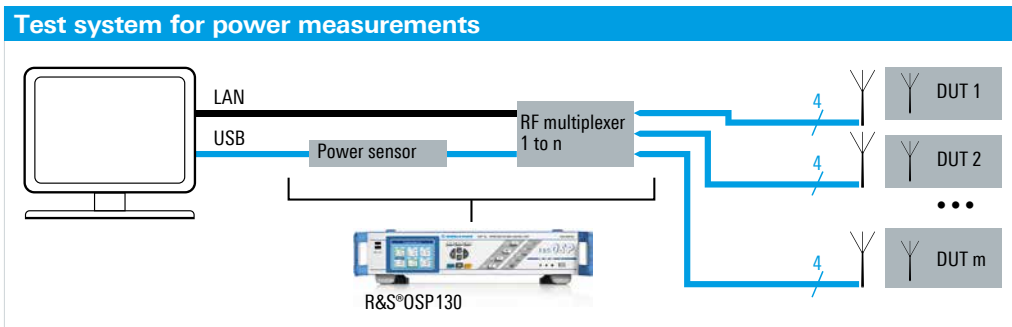 Test system for power measurements
LAN
USB
Power sensor
RF multiplexer
1 to n
4
4
4
DUT 1
DUT 2
•••
DUT m
R&S®OSP130